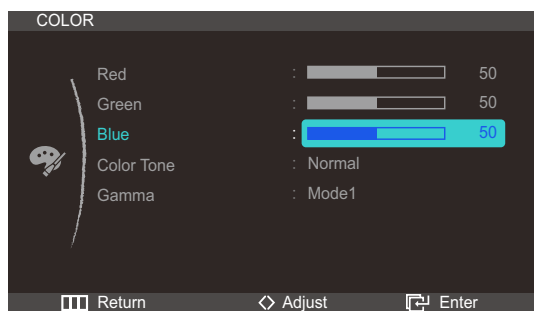 COLOR
Red : 50
Green : 50
Blue : 50
Color Tone : Normal
Gamma : Mode1
Return Adjust Enter